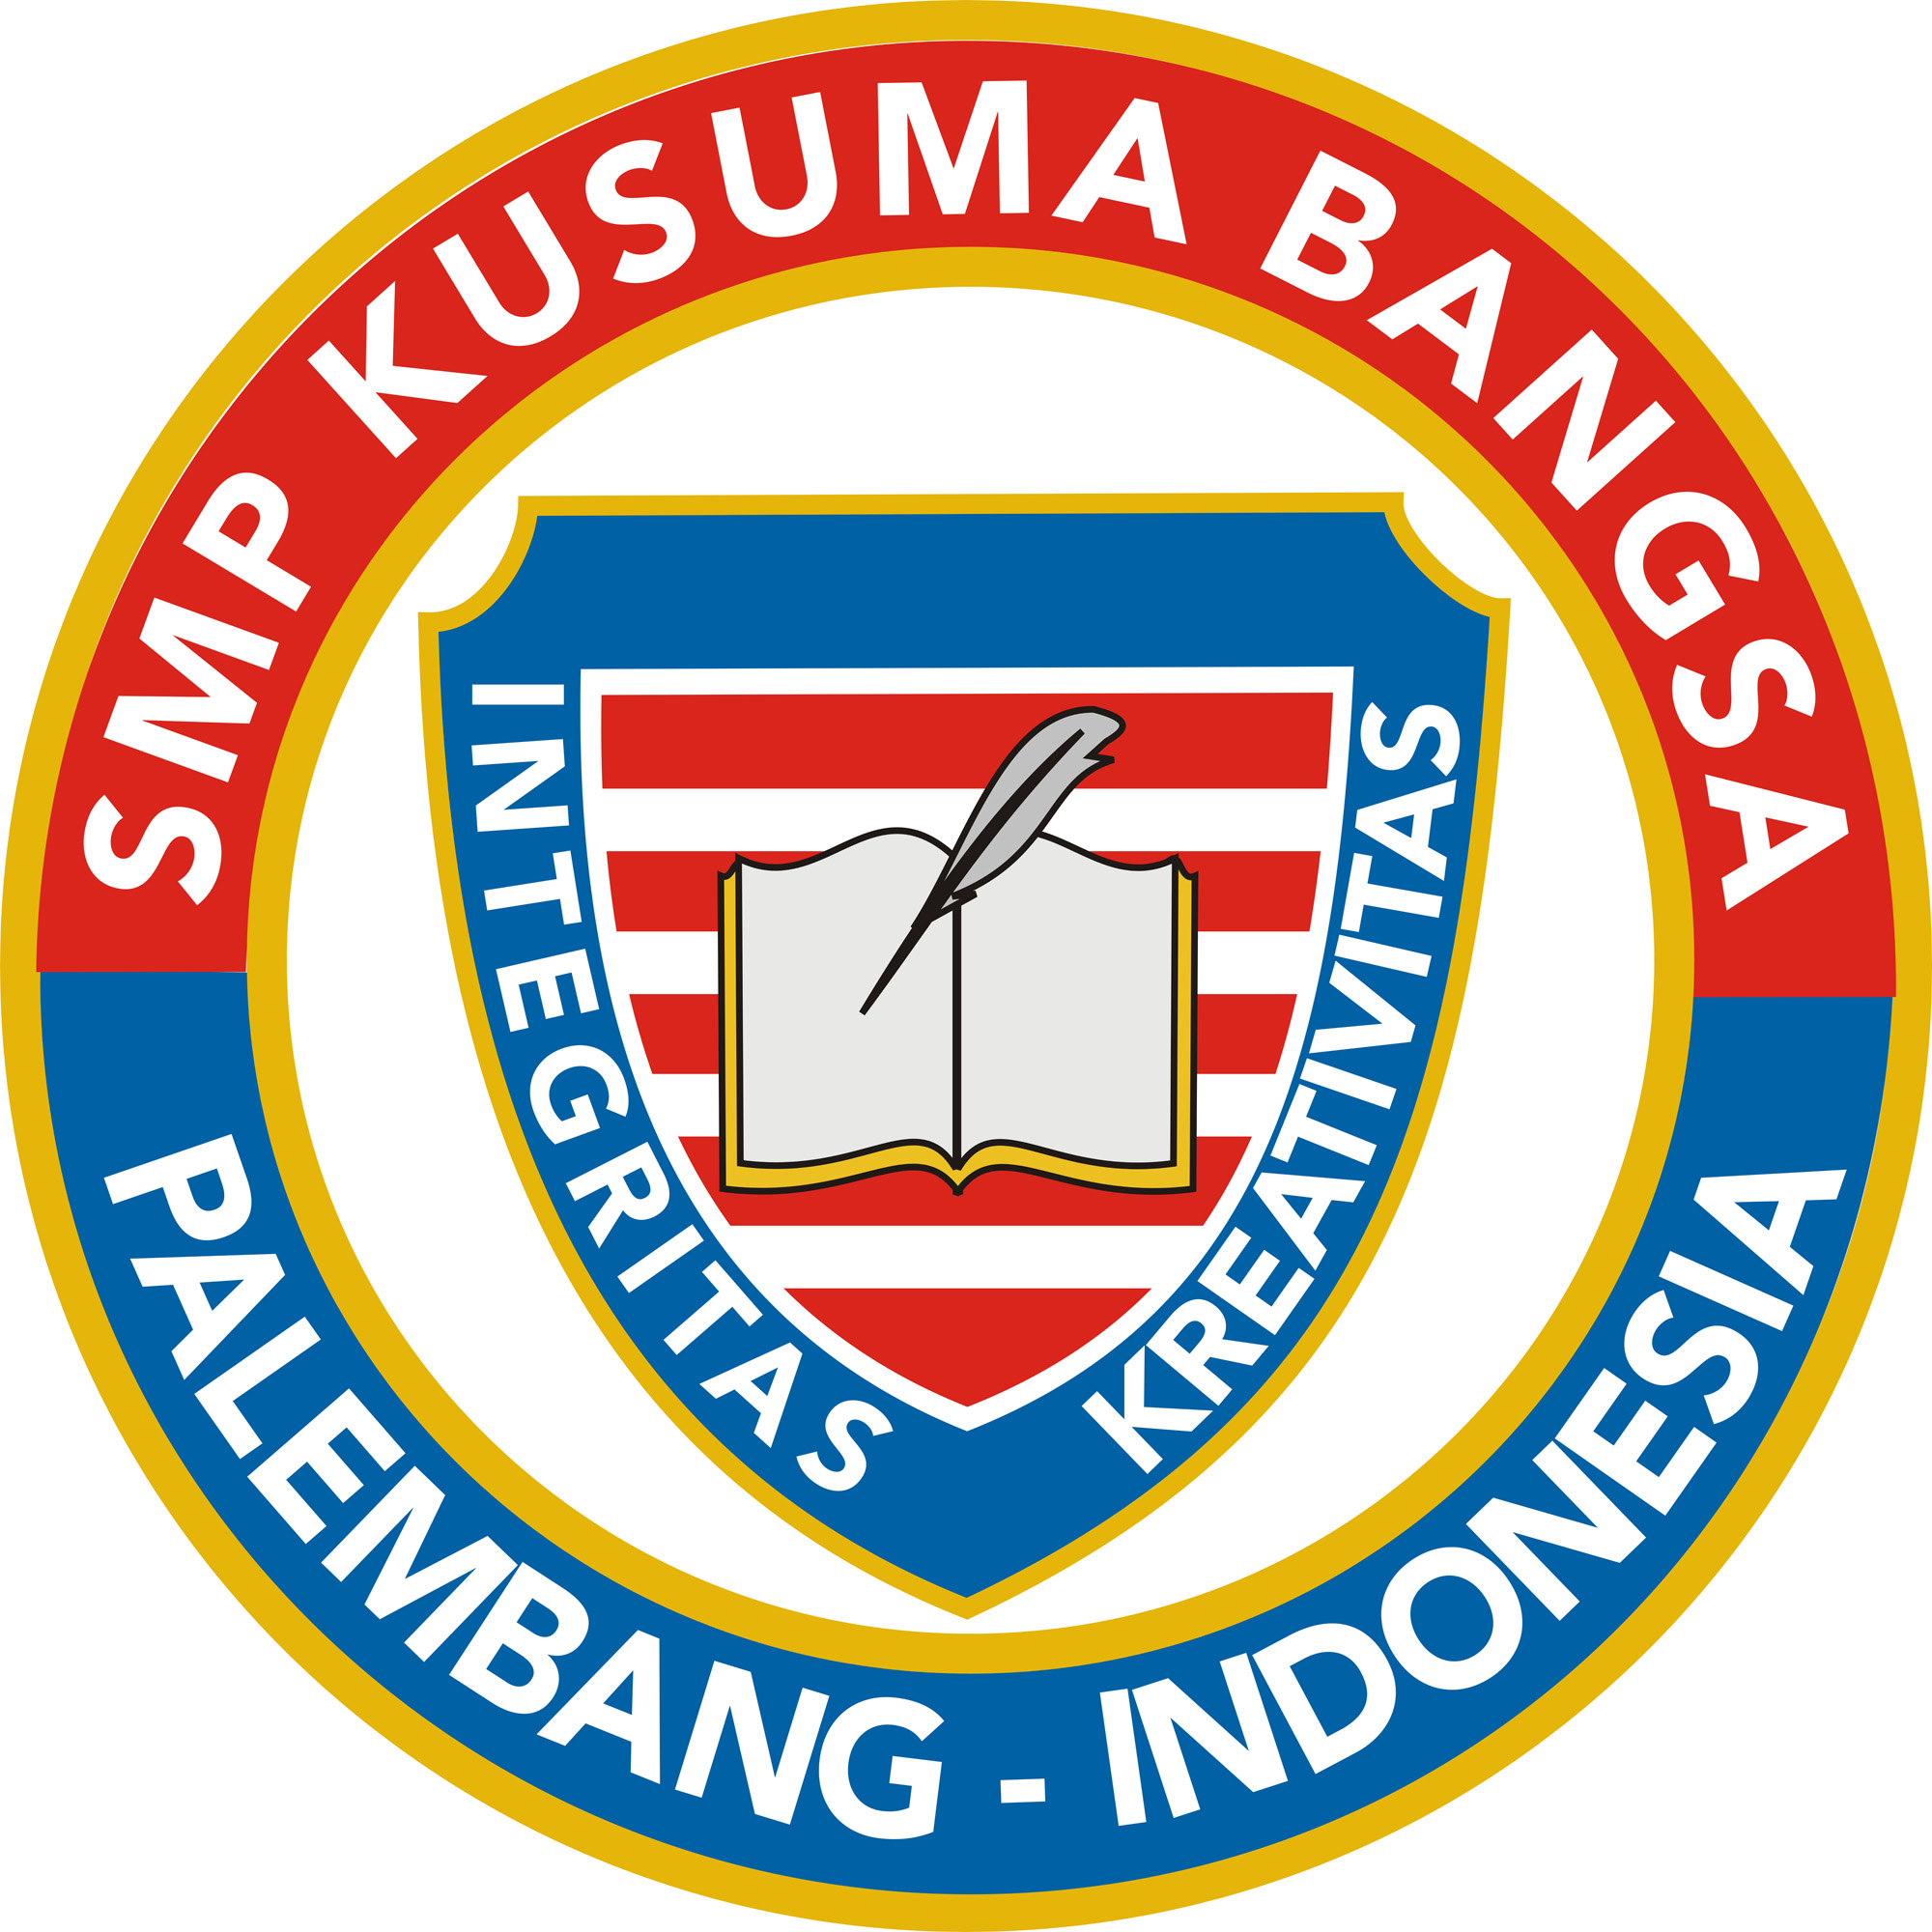 SMP KUSUMA BANGSA
INTEGRITAS
KREATIVITAS
PALEMBANG - INDONESIA